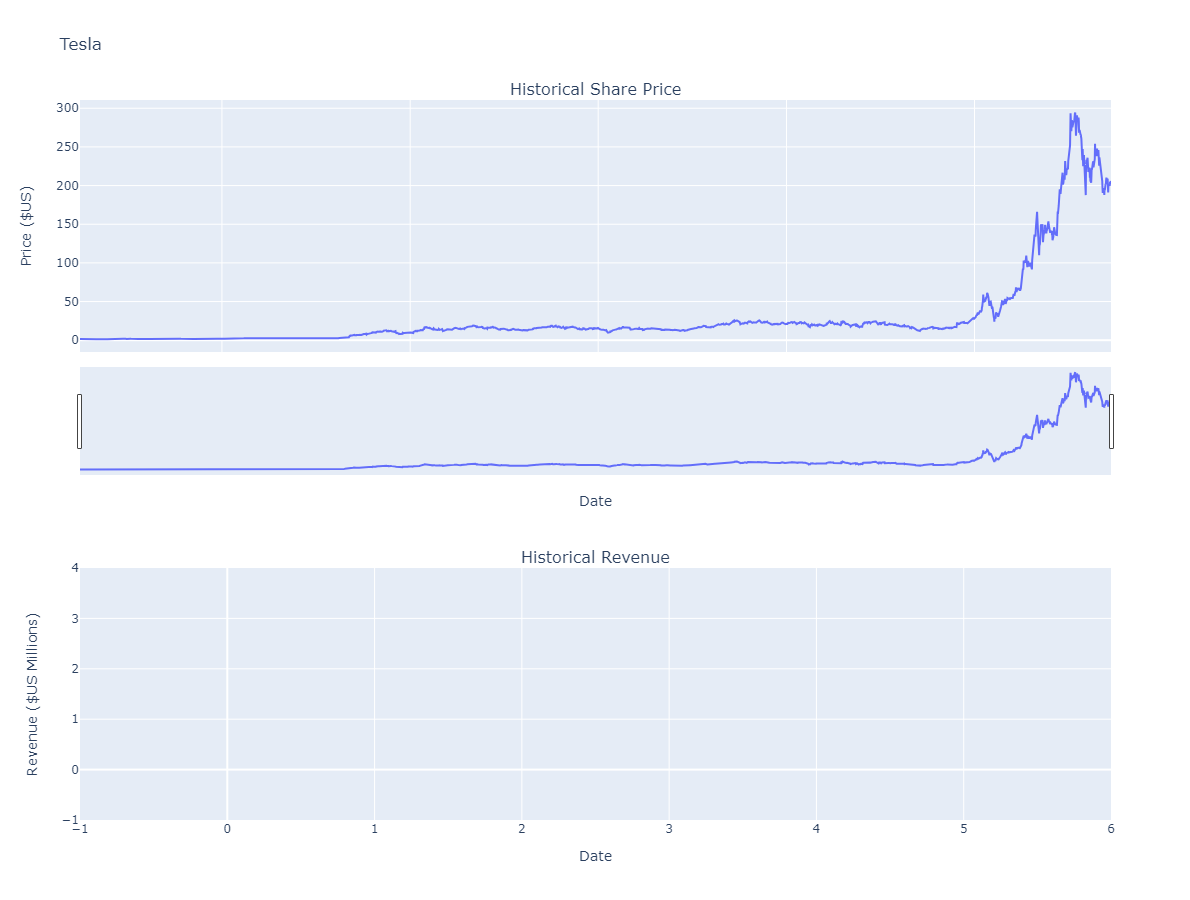 Tesla
Historical Share Price
300
250
200
150
100
50
0
Price ($US)
Date
Historical Revenue
4
3
2
1
0
−1
Revenue ($US Millions)
−1 0 1 2 3 4 5 6
Date